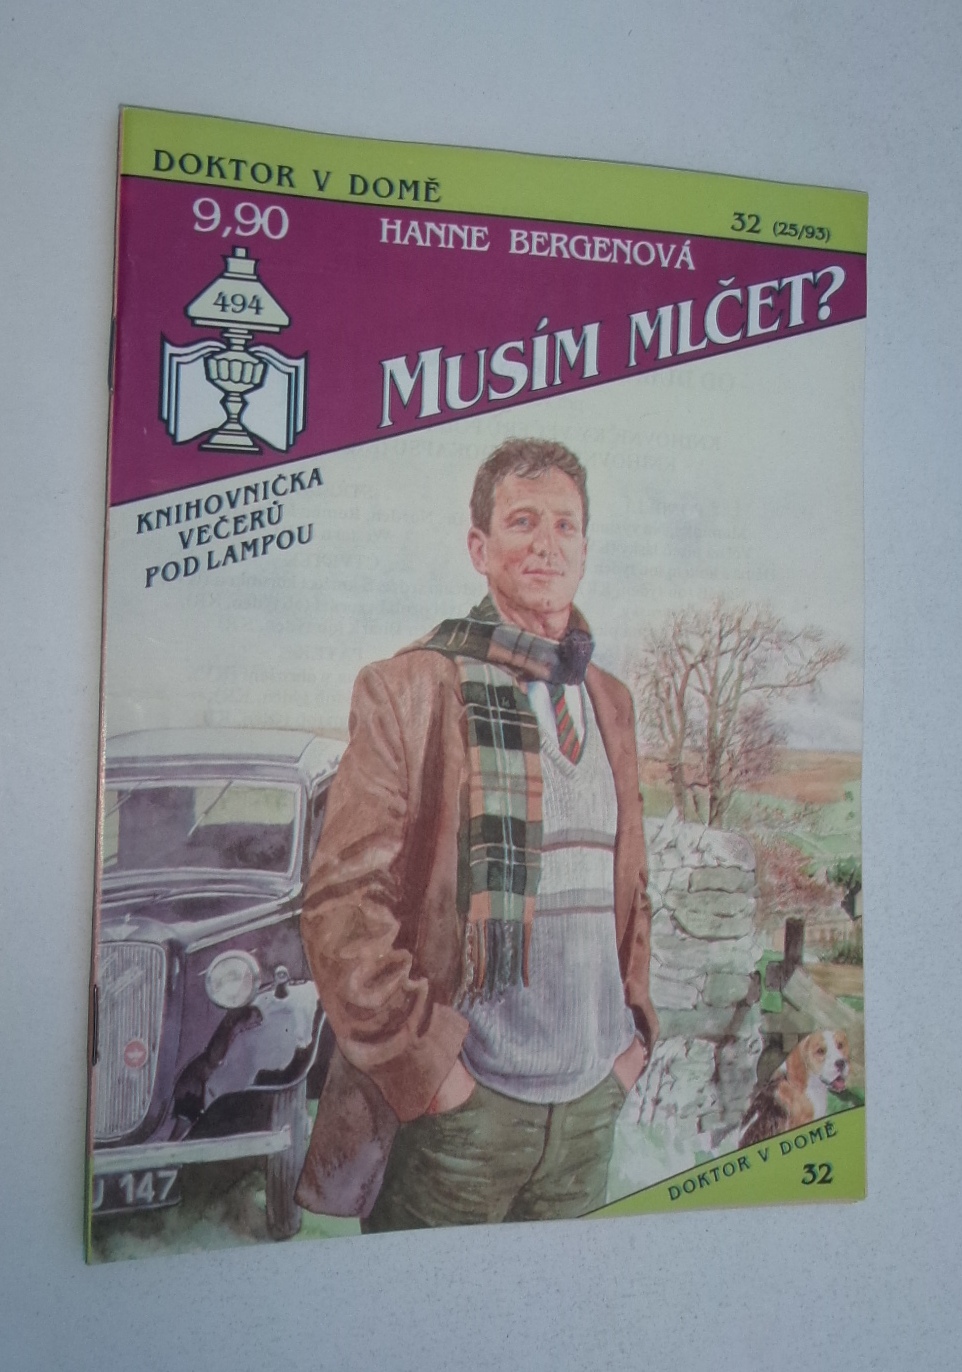 DOKTOR V DOMĚ
32 (25/93)
9,90
HANNE BERGENOVÁ
494
MUSÍM MLČET?
KNIHOVNIČKA
VEČERŮ
POD LAMPOU
J 147
DOKTOR V DOMĚ
32